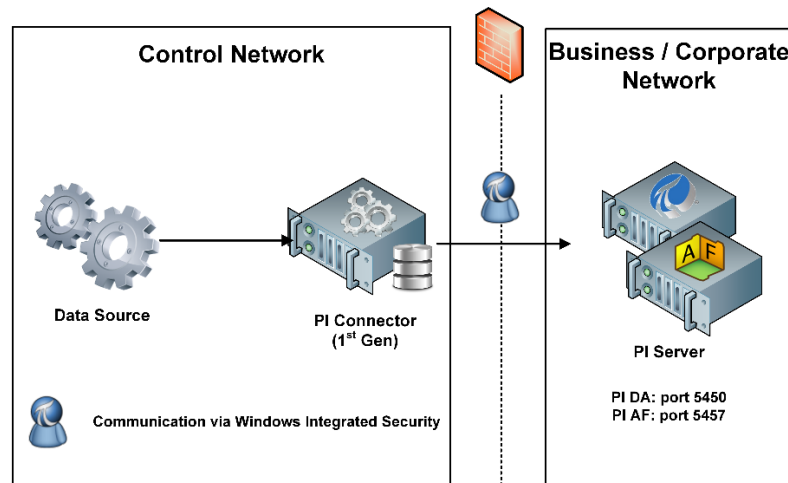 Control Network
Business / Corporate
Network
Data Source
PI Connector
(1st Gen)
A F
PI Server
PI DA: port 5450
PI AF: port 5457
Communication via Windows Integrated Security